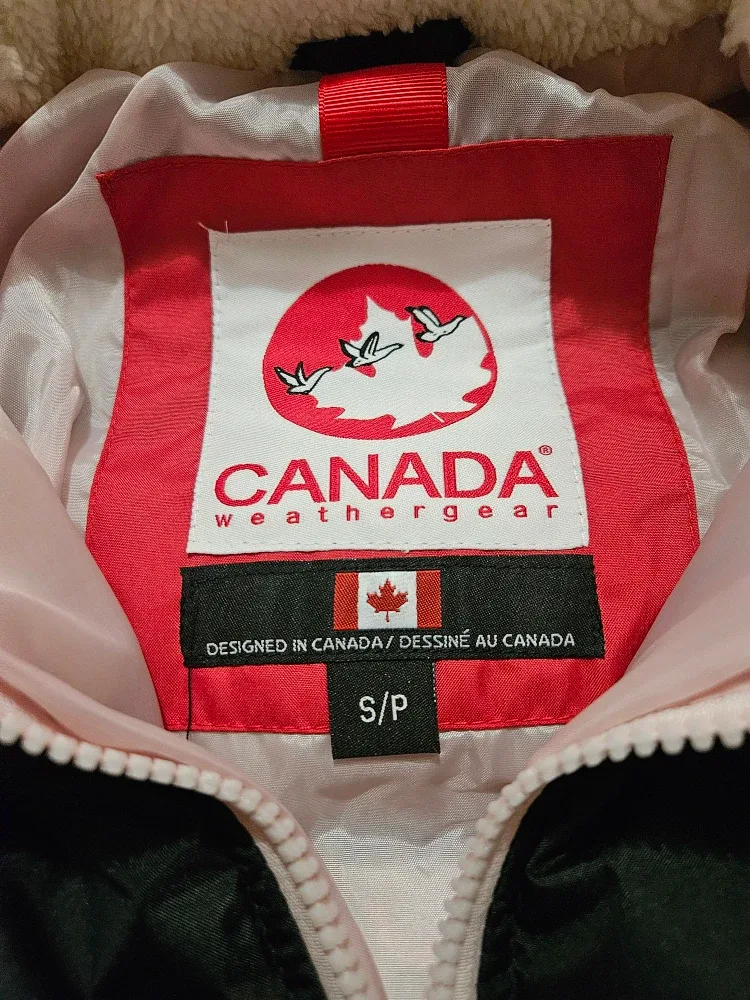 CANADA®
weathergear
DESIGNED IN CANADA / DESSINÉ AU CANADA
S/P